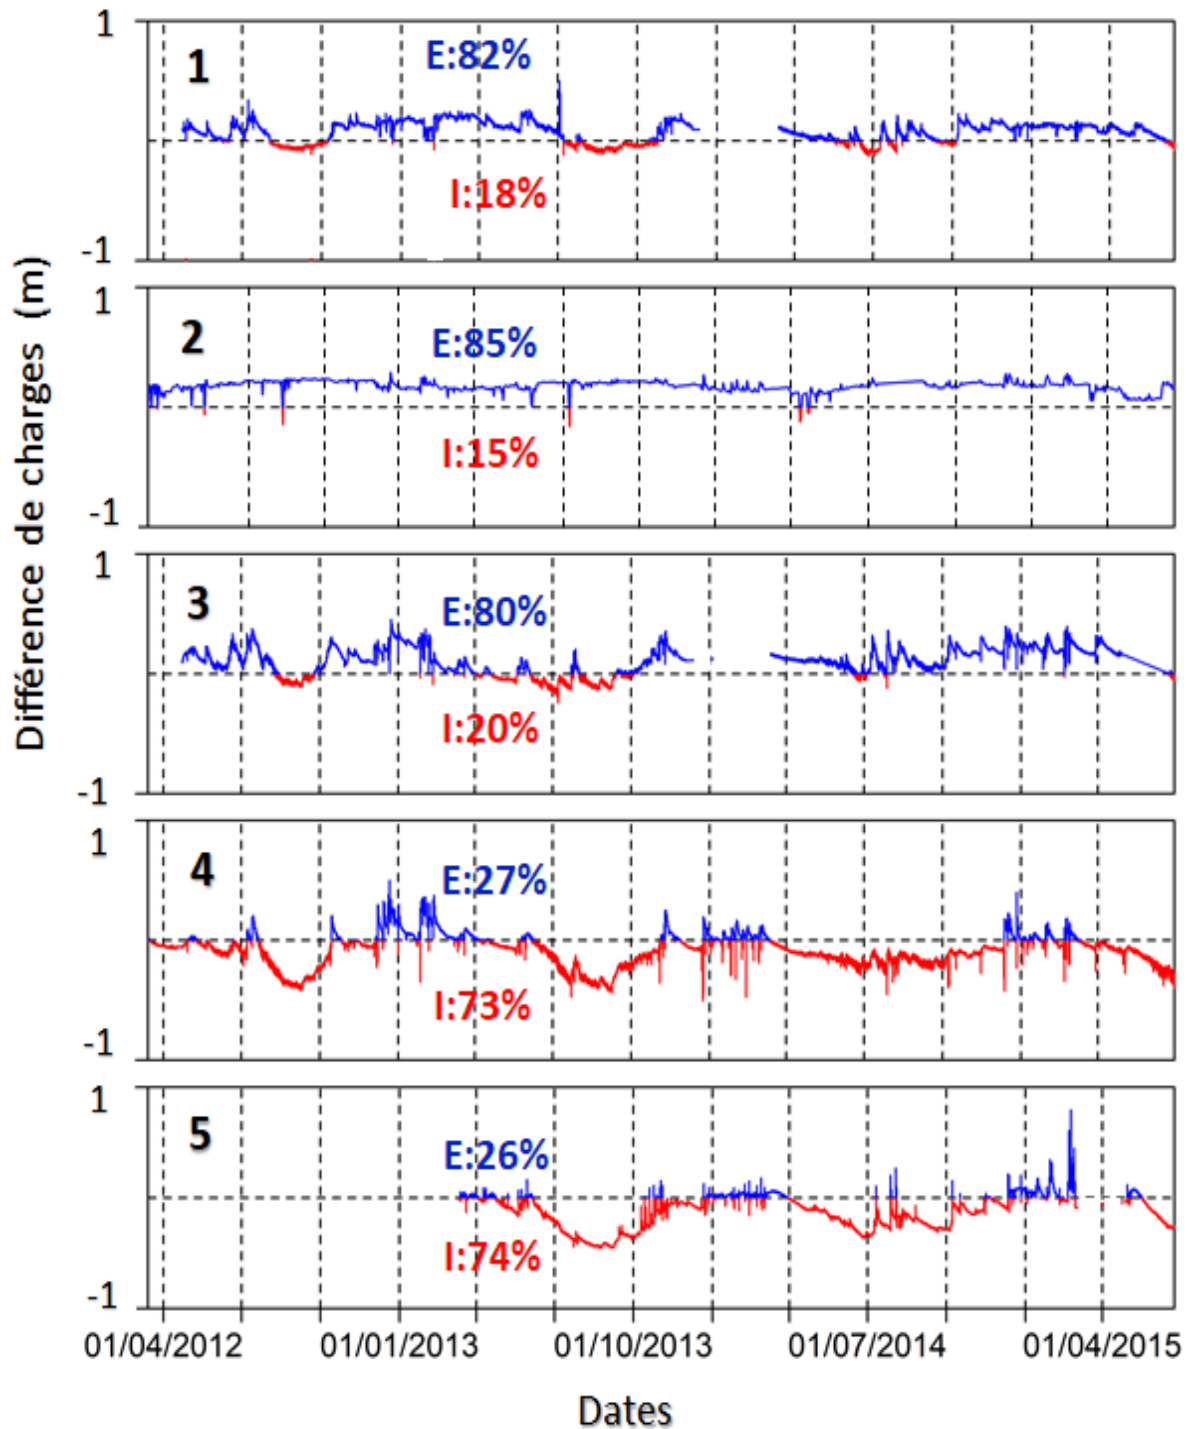 Différence de charges (m)
1
1
E:82%
I:18%
-1
1
2
E:85%
I:15%
-1
1
3
E:80%
I:20%
-1
1
4
E:27%
I:73%
-1
1
5
E:26%
I:74%
-1
01/04/2012 01/01/2013 01/10/2013 01/07/2014 01/04/2015
Dates